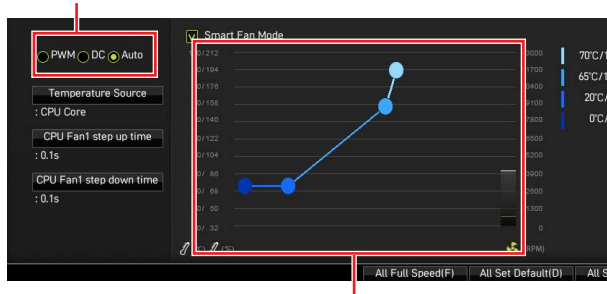 Smart Fan Mode
PWM DC Auto
Temperature Source
: CPU Core
CPU Fan1 step up time
: 0.1s
CPU Fan1 step down time
: 0.1s
0/212
0/194
0/176
0/158
0/140
0/122
0/104
0/ 86
0/ 68
0/ 50
0/ 32
(°F)
1700
0400
9100
7800
6500
5200
3900
2600
1300
0
(RPM)
70°C/1
65°C/1
20°C/
0°C/
All Full Speed(F) All Set Default(D) All S